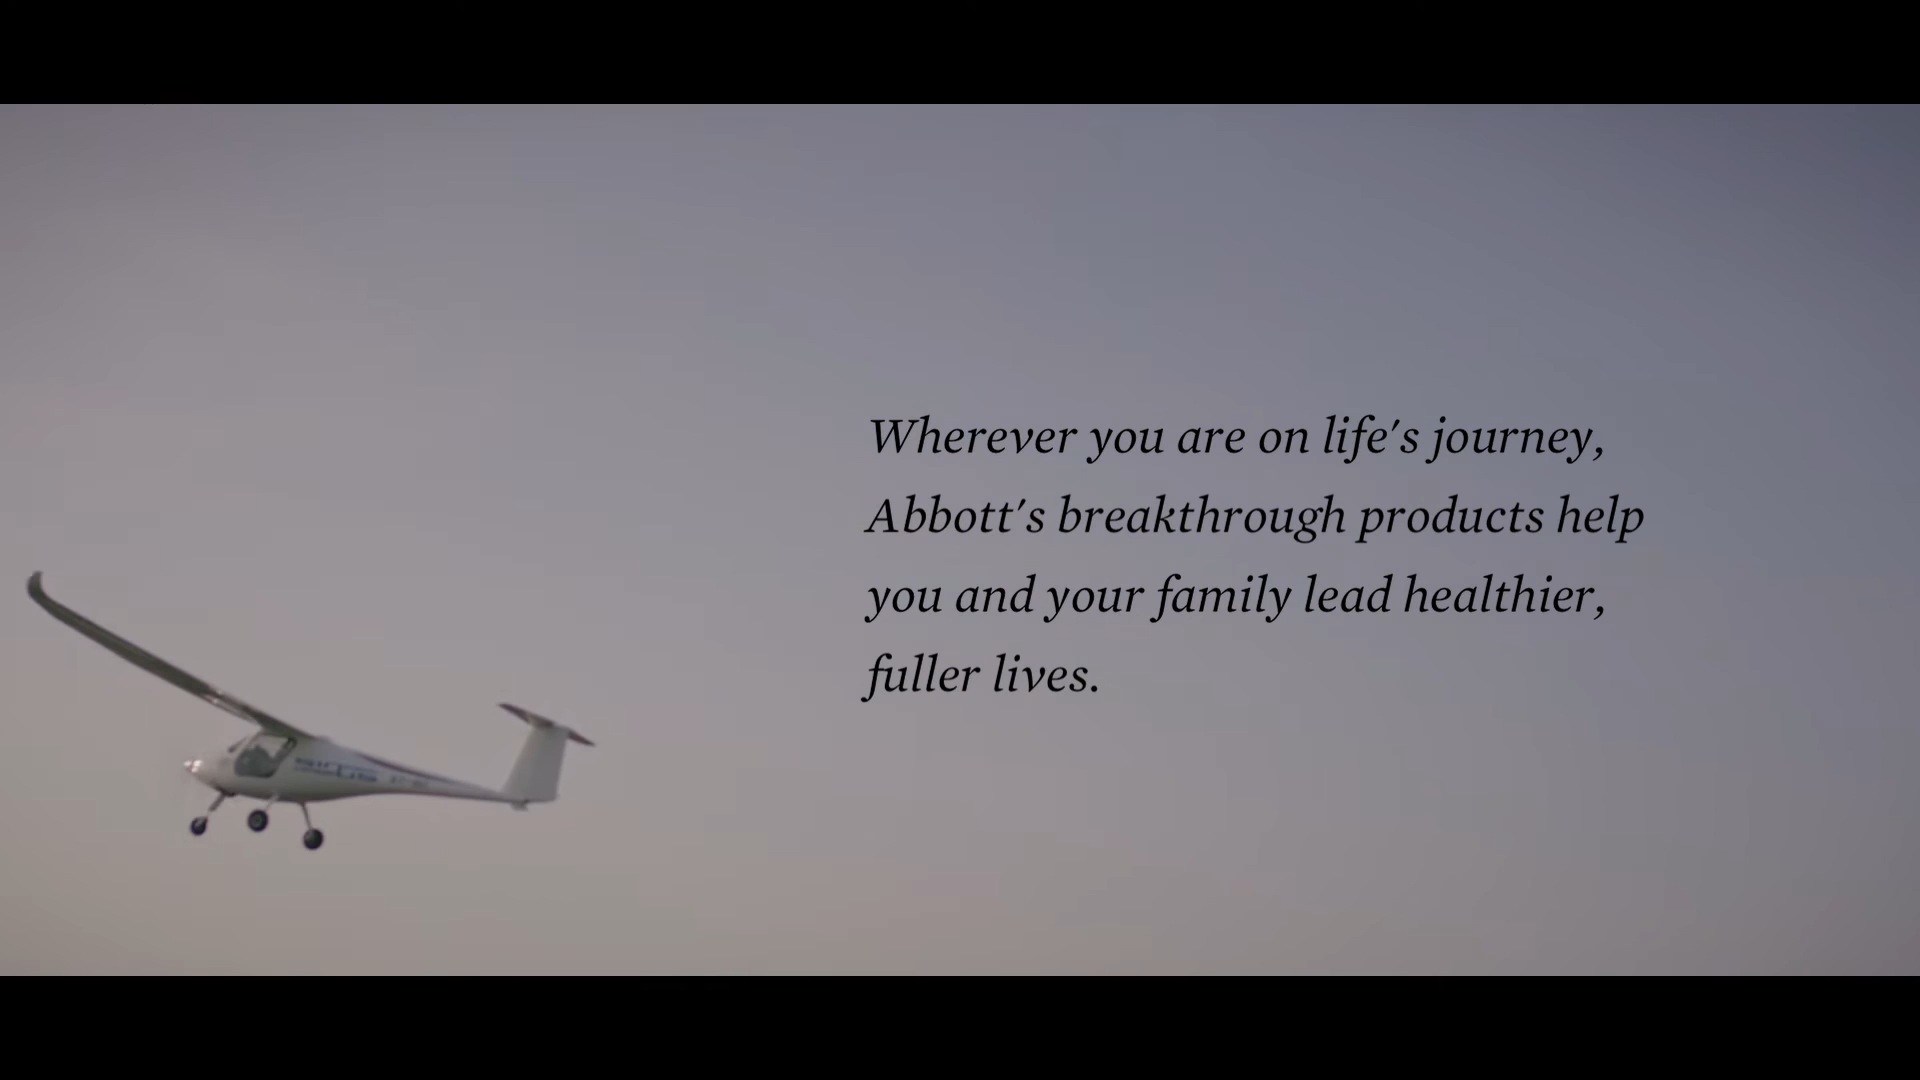 Wherever you are on life's journey,
Abbott's breakthrough products help
you and your family lead healthier,
fuller lives.